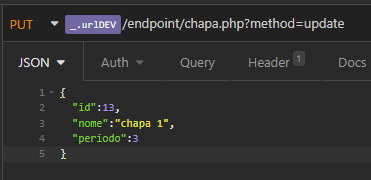 PUT _.urlDEV /endpoint/chapa.php?method=update
JSON Auth Query Header 1 Docs
1 {
2 "id":13,
3 "nome":"chapa 1",
4 "periodo":3
5 }